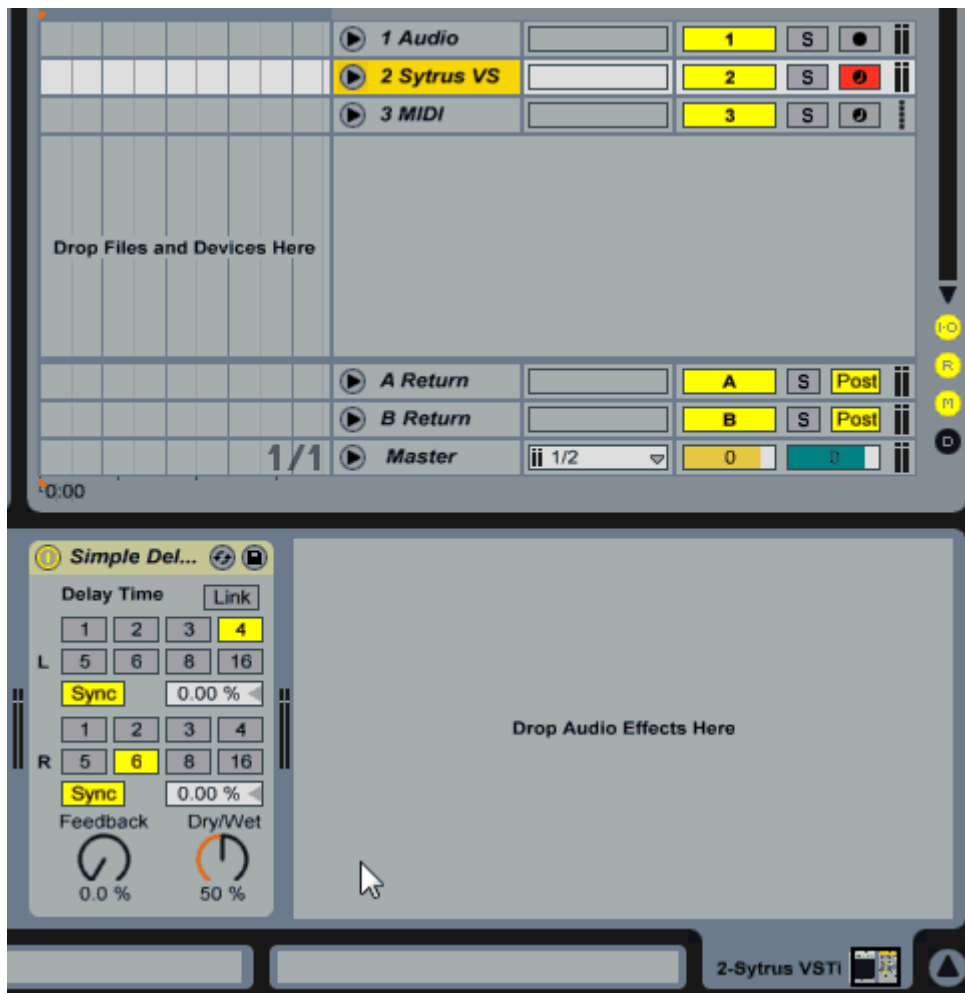 1 Audio 1 S
2 Sytrus VS 2 S
3 MIDI 3 S
Drop Files and Devices Here
A Return A S Post
B Return B S Post
1/1 Master 1/2 0 0
0:00
I-O
R
M
D
Simple Del...
Delay Time Link
1 2 3 4
L 5 6 8 16
Sync 0.00 %
1 2 3 4
R 5 6 8 16
Sync 0.00 %
Feedback Dry/Wet
0.0 % 50 %
Drop Audio Effects Here
2-Sytrus VSTi